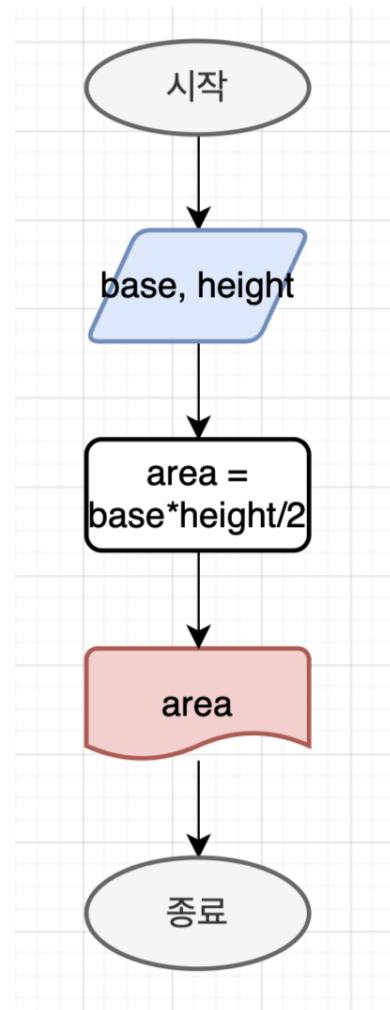 시작
base, height
area =
base*height/2
area
종료